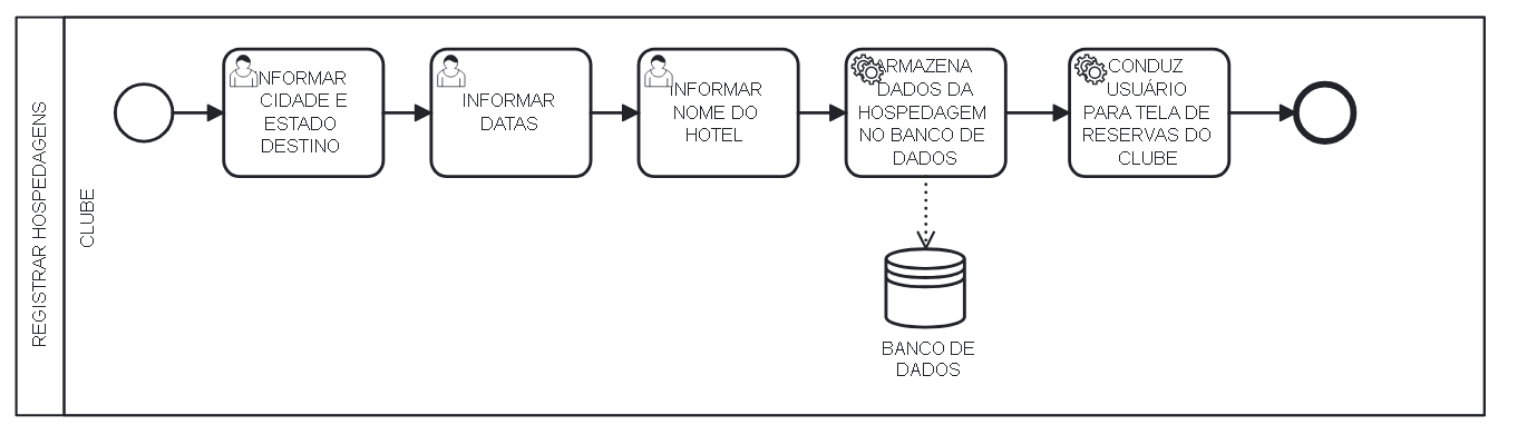 REGISTRAR HOSPEDAGENS
CLUBE
NFORMAR
CIDADE E
ESTADO
DESTINO
INFORMAR
DATAS
INFORMAR
NOME DO
HOTEL
ARMAZENA
DADOS DA
HOSPEDAGEM
NO BANCO DE
DADOS
CONDUZ
USUÁRIO
PARA TELA DE
RESERVAS DO
CLUBE
BANCO DE
DADOS